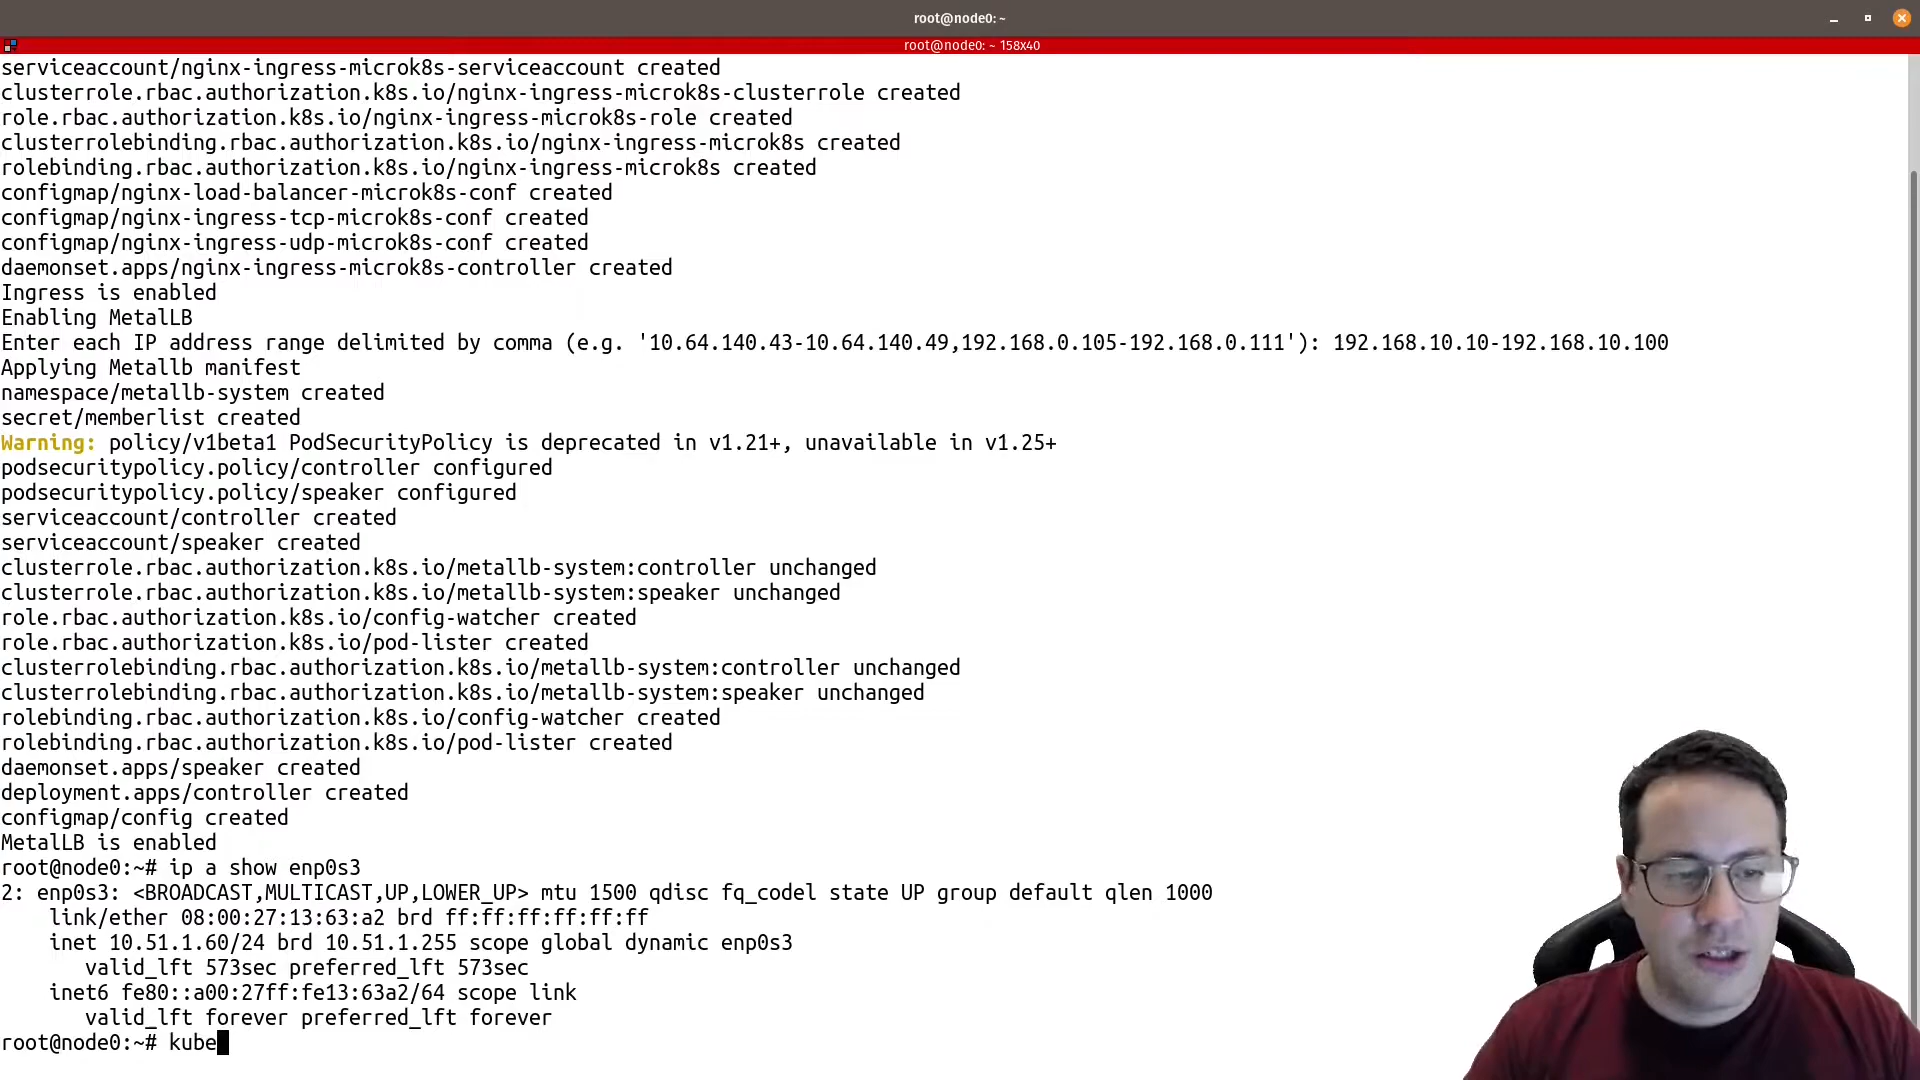 root@node0: ~
root@node0: ~ 158x40
serviceaccount/nginx-ingress-microk8s-serviceaccount created
clusterrole.rbac.authorization.k8s.io/nginx-ingress-microk8s-clusterrole created
role.rbac.authorization.k8s.io/nginx-ingress-microk8s-role created
clusterrolebinding.rbac.authorization.k8s.io/nginx-ingress-microk8s created
rolebinding.rbac.authorization.k8s.io/nginx-ingress-microk8s created
configmap/nginx-load-balancer-microk8s-conf created
configmap/nginx-ingress-tcp-microk8s-conf created
configmap/nginx-ingress-udp-microk8s-conf created
daemonset.apps/nginx-ingress-microk8s-controller created
Ingress is enabled
Enabling MetalLB
Enter each IP address range delimited by comma (e.g. '10.64.140.43-10.64.140.49,192.168.0.105-192.168.0.111'): 192.168.10.10-192.168.10.100
Applying Metallb manifest
namespace/metallb-system created
secret/memberlist created
Warning: policy/v1beta1 PodSecurityPolicy is deprecated in v1.21+, unavailable in v1.25+
podsecuritypolicy.policy/controller configured
podsecuritypolicy.policy/speaker configured
serviceaccount/controller created
serviceaccount/speaker created
clusterrole.rbac.authorization.k8s.io/metallb-system:controller unchanged
clusterrole.rbac.authorization.k8s.io/metallb-system:speaker unchanged
role.rbac.authorization.k8s.io/config-watcher created
role.rbac.authorization.k8s.io/pod-lister created
clusterrolebinding.rbac.authorization.k8s.io/metallb-system:controller unchanged
clusterrolebinding.rbac.authorization.k8s.io/metallb-system:speaker unchanged
rolebinding.rbac.authorization.k8s.io/config-watcher created
rolebinding.rbac.authorization.k8s.io/pod-lister created
daemonset.apps/speaker created
deployment.apps/controller created
configmap/config created
MetalLB is enabled
root@node0:~# ip a show enp0s3
2: enp0s3: <BROADCAST,MULTICAST,UP,LOWER_UP> mtu 1500 qdisc fq_codel state UP group default qlen 1000
link/ether 08:00:27:13:63:a2 brd ff:ff:ff:ff:ff:ff
inet 10.51.1.60/24 brd 10.51.1.255 scope global dynamic enp0s3
valid_lft 573sec preferred_lft 573sec
inet6 fe80::a00:27ff:fe13:63a2/64 scope link
valid_lft forever preferred_lft forever
root@node0:~# kube